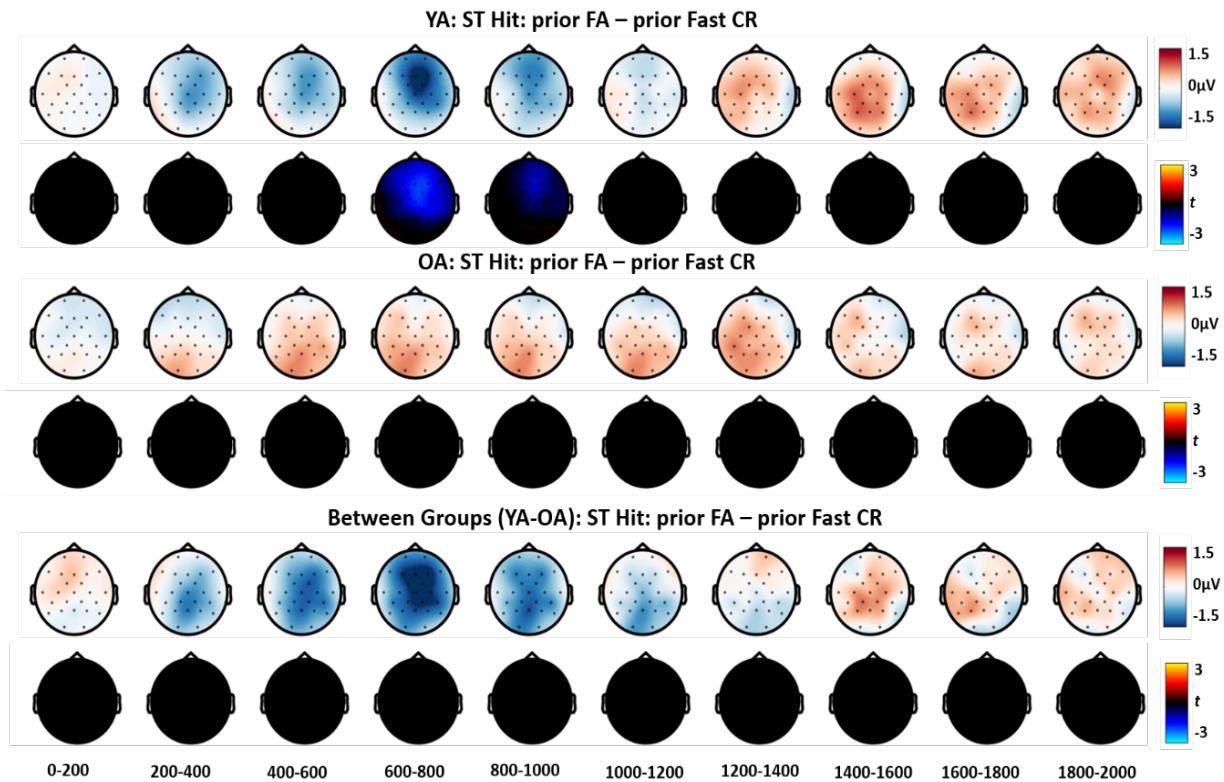 YA: ST Hit: prior FA – prior Fast CR
1.5
0µV
-1.5
3
t
-3
OA: ST Hit: prior FA – prior Fast CR
1.5
0µV
-1.5
3
t
-3
Between Groups (YA-OA): ST Hit: prior FA – prior Fast CR
1.5
0µV
-1.5
3
t
-3
0-200 200-400 400-600 600-800 800-1000 1000-1200 1200-1400 1400-1600 1600-1800 1800-2000